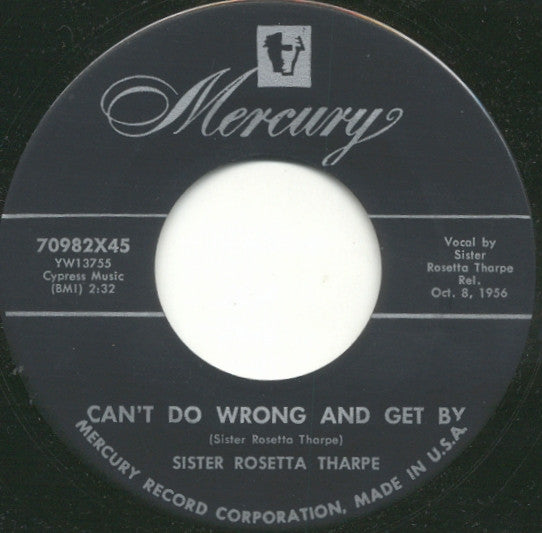 Mercury
70982X45
YW13755
Cypress Music
(BMI) 2:32
Vocal by
Sister
Rosetta Tharpe
Rel.
Oct. 8, 1956
CAN'T DO WRONG AND GET BY
(Sister Rosetta Tharpe)
SISTER ROSETTA THARPE
MERCURY RECORD CORPORATION, MADE IN U.S.A.